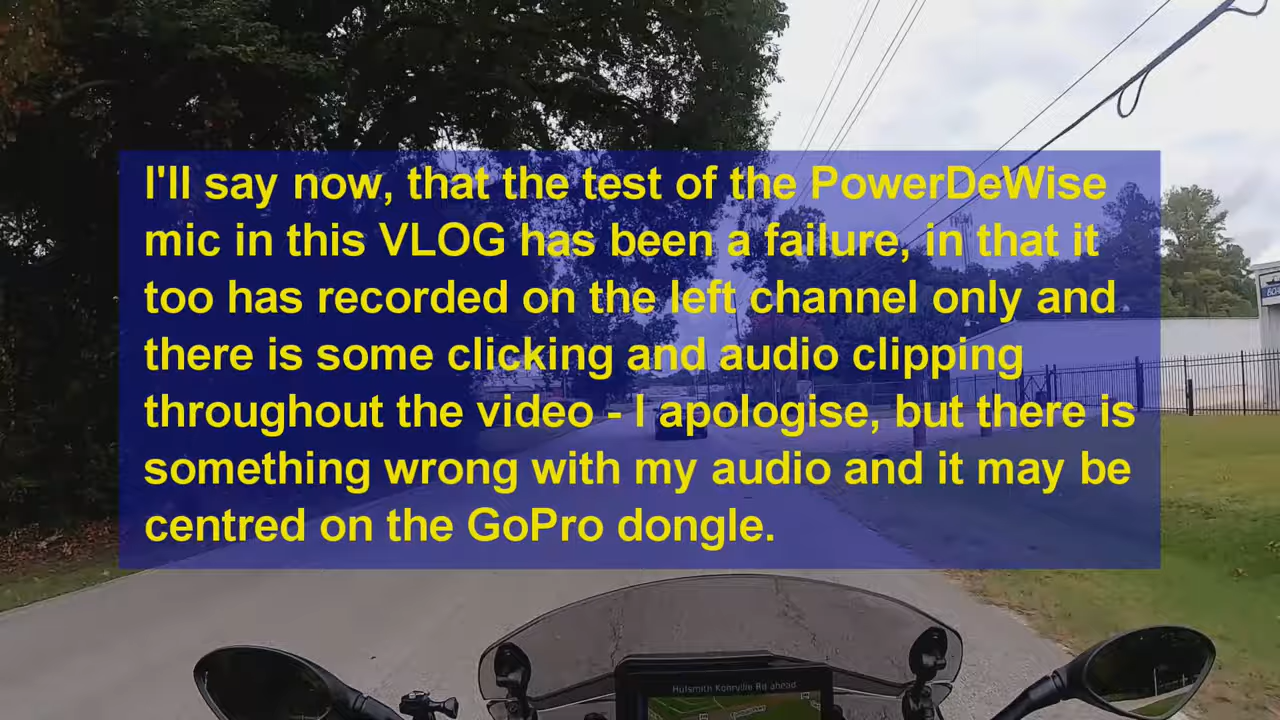 I'll say now, that the test of the PowerDeWise
mic in this VLOG has been a failure, in that it
too has recorded on the left channel only and
there is some clicking and audio clipping
throughout the video - I apologise, but there is
something wrong with my audio and it may be
centred on the GoPro dongle.
Rd ahead